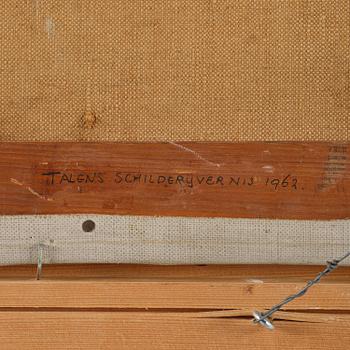 TALENS SCHILDERYVERNIS 1962.